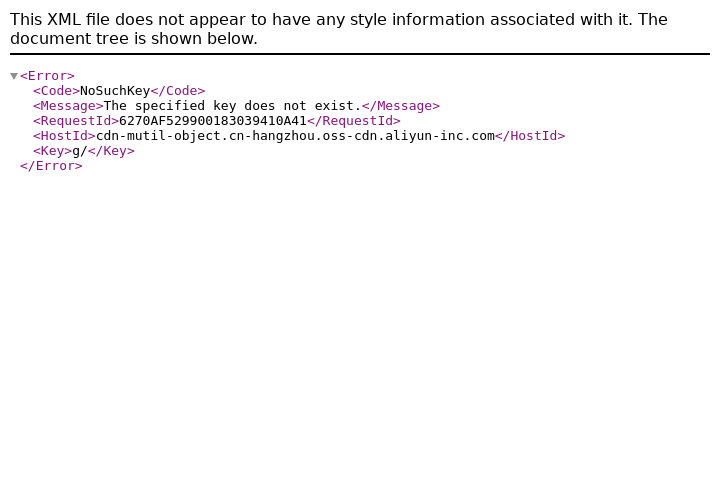 This XML file does not appear to have any style information associated with it. The
document tree is shown below.
<Error>
<Code>NoSuchKey</Code>
<Message>The specified key does not exist.</Message>
<RequestId>6270AF529900183039410A41</RequestId>
<HostId>cdn-mutil-object.cn-hangzhou.oss-cdn.aliyun-inc.com</HostId>
<Key>g/</Key>
</Error>